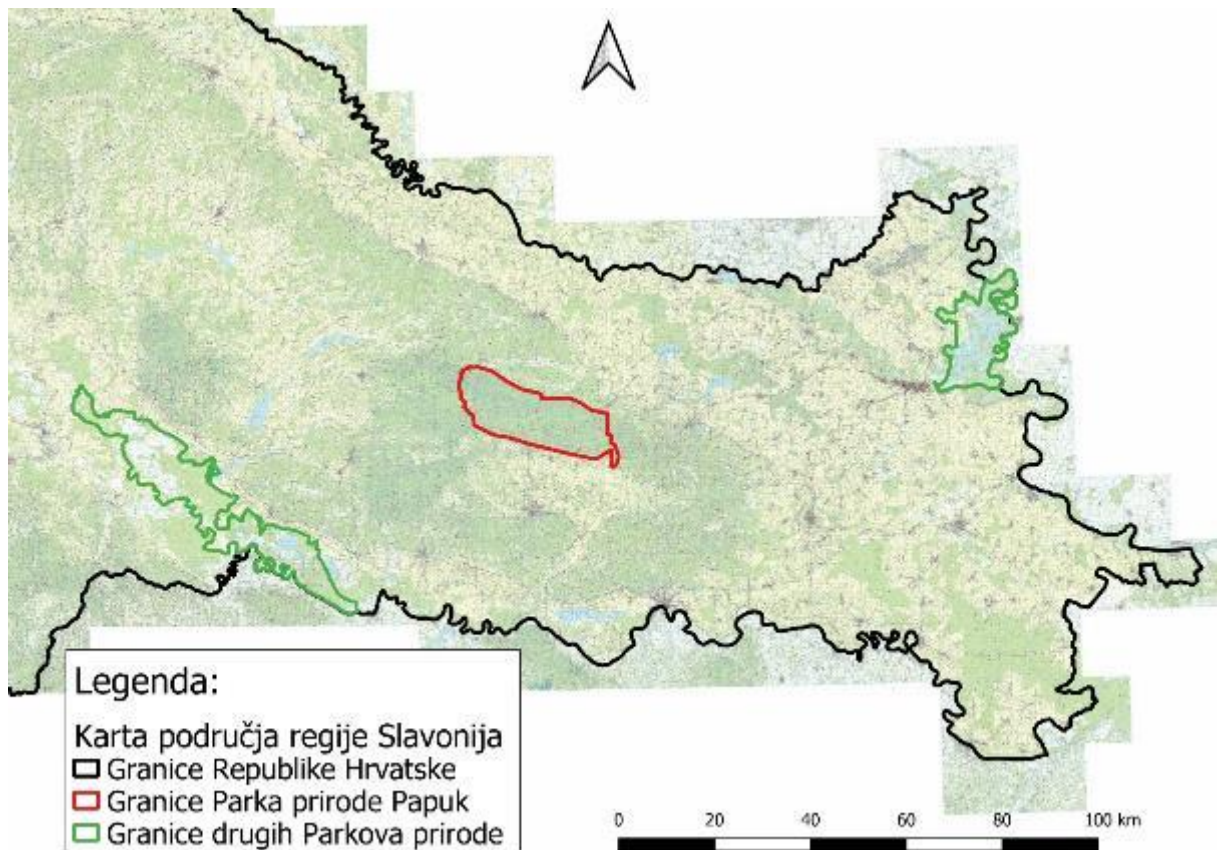 Legenda:
Karta područja regije Slavonija
Granice Republike Hrvatske
Granice Parka prirode Papuk
Granice drugih Parkova prirode
0 20 40 60 80 100 km